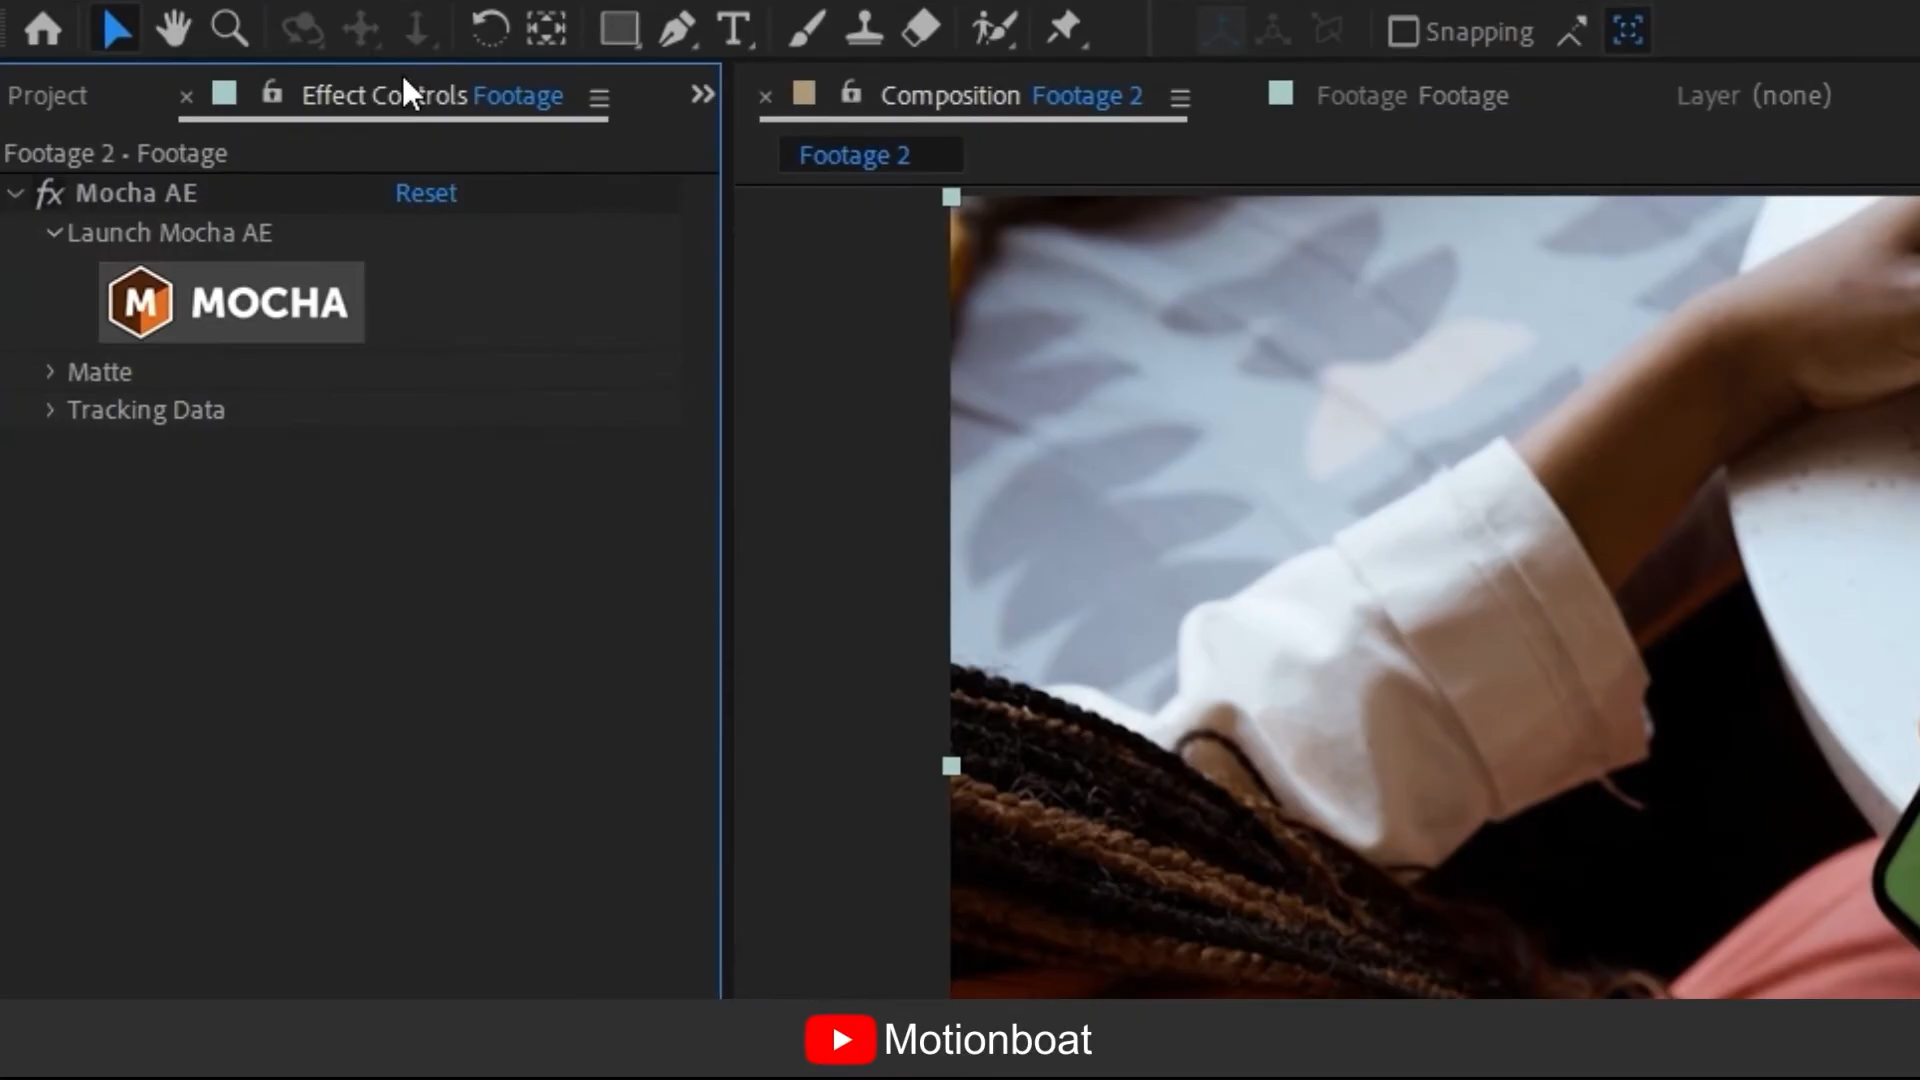 Snapping
Project
Effect Controls Footage
Composition Footage 2
Footage Footage
Layer (none)
Footage 2 - Footage
Footage 2
fx Mocha AE
Reset
Launch Mocha AE
M MOCHA
Matte
Tracking Data
Motionboat